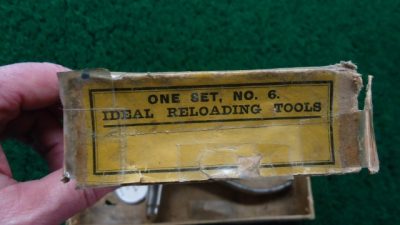 ONE SET, NO. 6.
IDEAL RELOADING TOOLS